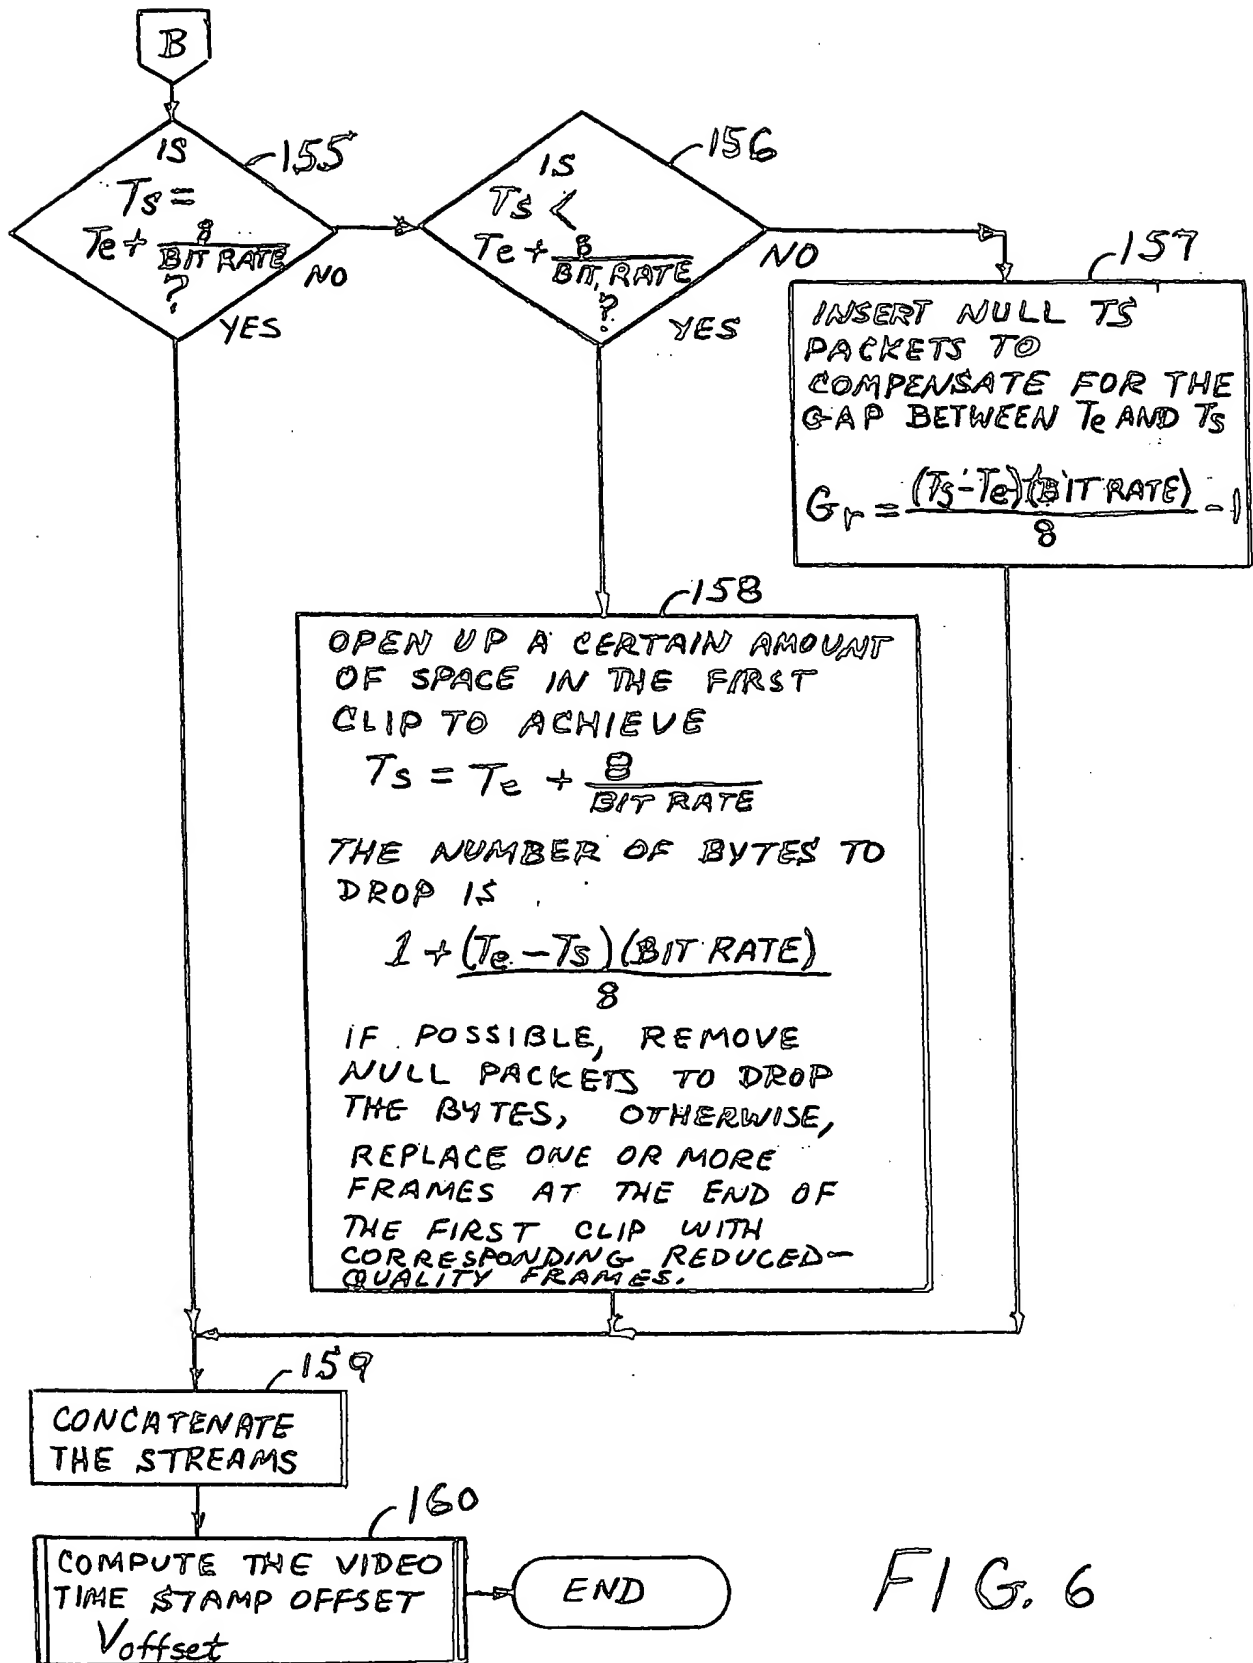 B
IS
Ts =
Te + 8
BIT RATE
?
155
NO
YES
IS
Ts <
Te + 8
BIT RATE
?
156
NO
YES
157
INSERT NULL TS
PACKETS TO
COMPENSATE FOR THE
GAP BETWEEN Te AND Ts
Gr = (Ts-Te)(BIT RATE) - 1
8
158
OPEN UP A CERTAIN AMOUNT
OF SPACE IN THE FIRST
CLIP TO ACHIEVE
Ts = Te + 8
BIT RATE
THE NUMBER OF BYTES TO
DROP IS
1 + (Te - Ts)(BIT RATE)
8
IF POSSIBLE, REMOVE
NULL PACKETS TO DROP
THE BYTES, OTHERWISE,
REPLACE ONE OR MORE
FRAMES AT THE END OF
THE FIRST CLIP WITH
CORRESPONDING REDUCED-
QUALITY FRAMES.
159
CONCATENATE
THE STREAMS
160
COMPUTE THE VIDEO
TIME STAMP OFFSET
Voffset
END
FIG. 6